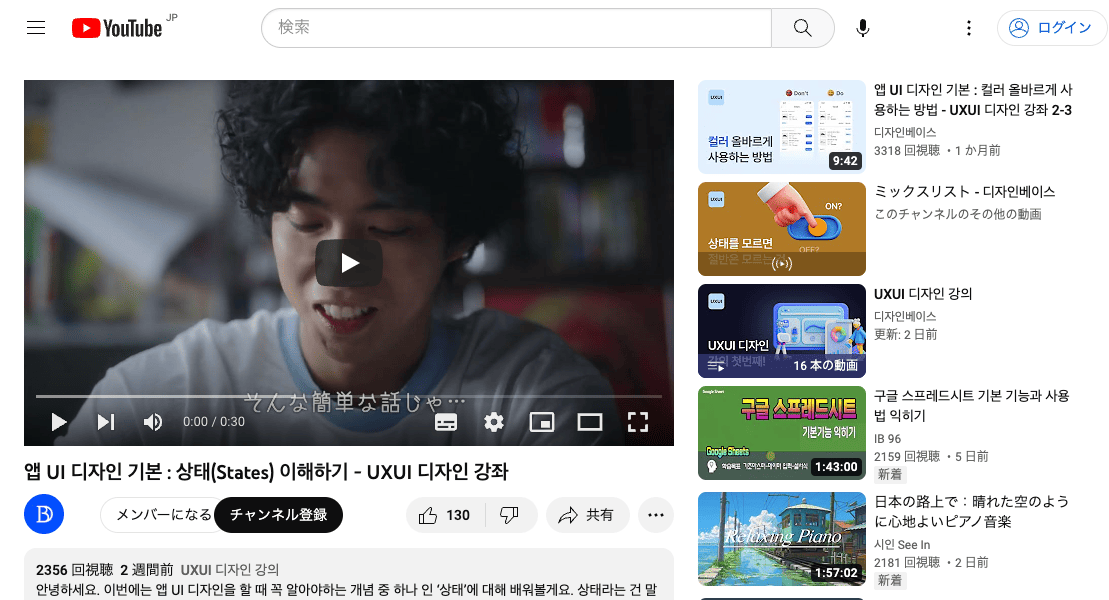 YouTube JP
検索
ログイン
そんな簡単な話じゃ…
0:00 / 0:30
앱 UI 디자인 기본 : 상태(States) 이해하기 - UXUI 디자인 강좌
メンバーになる
チャンネル登録
130
共有
2356 回視聴 2 週間前 UXUI 디자인 강의
안녕하세요. 이번에는 앱 UI 디자인을 할 때 꼭 알아야하는 개념 중 하나 인 ‘상태’에 대해 배워볼게요. 상태라는 건 말
UXUI
Don't
Do
컬러 올바르게
사용하는 방법
9:42
앱 UI 디자인 기본 : 컬러 올바르게 사
용하는 방법 - UXUI 디자인 강좌 2-3
디자인베이스
3318 回視聴 ・1 か月前
UXUI
ON?
OFF?
상태를 모르면
절반은 모르는
ミックスリスト - 디자인베이스
このチャンネルのその他の動画
UXUI
UXUI 디자인
강의 첫번째!
16 本の動画
UXUI 디자인 강의
디자인베이스
更新: 2 日前
Google Sheet
구글 스프레드시트
기본기능 익히기
Google Sheets
1:43:00
구글 스프레드시트 기본 기능과 사용
법 익히기
IB 96
2159 回視聴 ・5 日前
新着
Relaxing Piano
1:57:02
日本の路上で：晴れた空のよう
に心地よいピアノ音楽
시인 See In
2181 回視聴 ・2 日前
新着